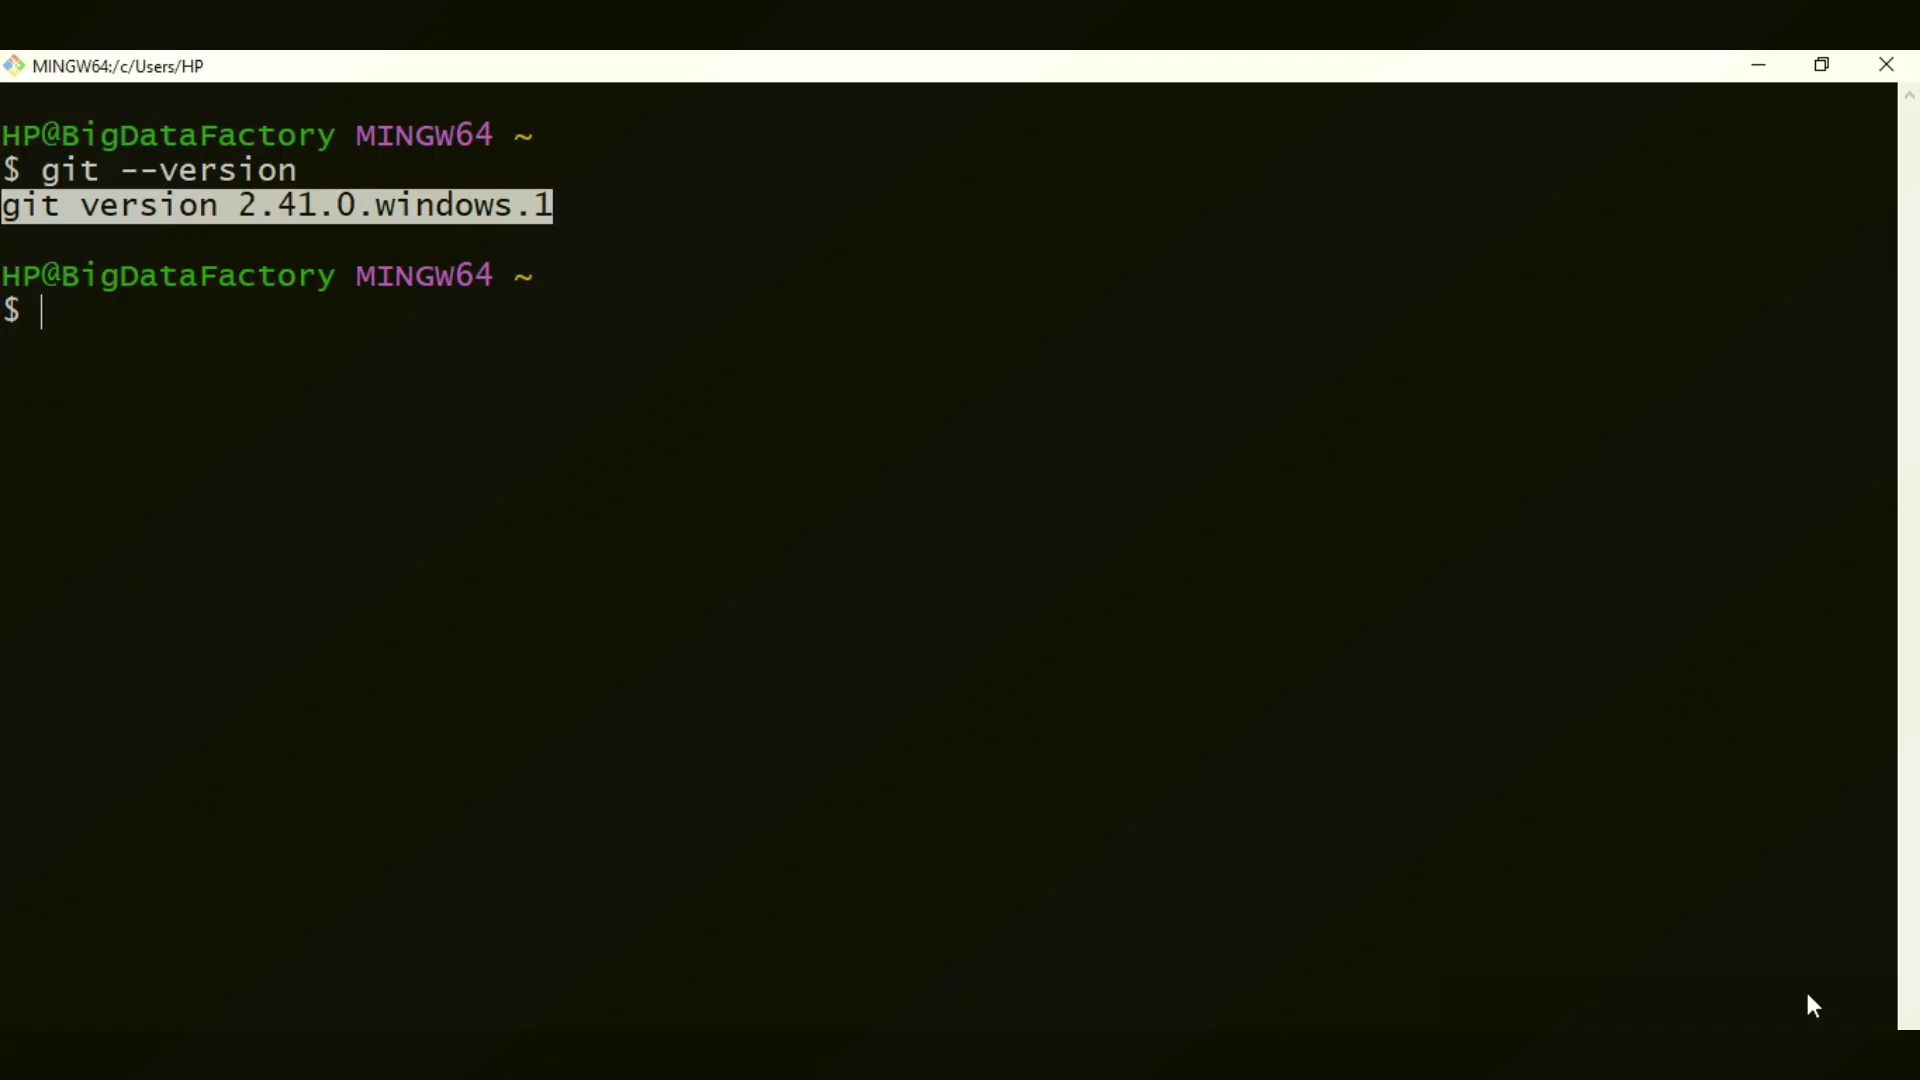 MINGW64:/c/Users/HP
HP@BigDataFactory MINGW64 ~
$ git --version
git version 2.41.0.windows.1
HP@BigDataFactory MINGW64 ~
$